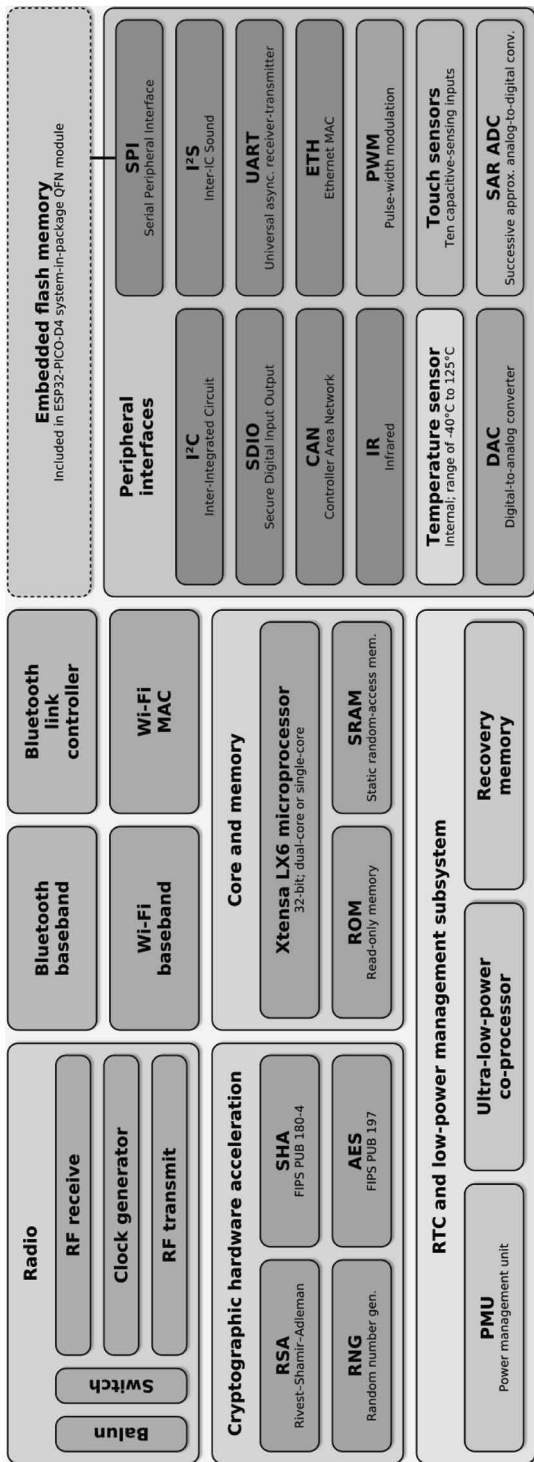 Embedded flash memory
Included in ESP32-PICO-D4 system-in-package QFN module
Peripheral
interfaces
SPI
Serial Peripheral Interface
I²C
Inter-Integrated Circuit
I²S
Inter-IC Sound
SDIO
Secure Digital Input Output
UART
Universal async. receiver-transmitter
CAN
Controller Area Network
ETH
Ethernet MAC
IR
Infrared
PWM
Pulse-width modulation
Temperature sensor
Internal; range of -40°C to 125°C
Touch sensors
Ten capacitive-sensing inputs
DAC
Digital-to-analog converter
SAR ADC
Successive approx. analog-to-digital conv.
Bluetooth
link
controller
Bluetooth
baseband
Wi-Fi
MAC
Wi-Fi
baseband
Radio
RF receive
Clock generator
RF transmit
Switch
Balun
Core and memory
Xtensa LX6 microprocessor
32-bit; dual-core or single-core
ROM
Read-only memory
SRAM
Static random-access mem.
Cryptographic hardware acceleration
RSA
Rivest–Shamir–Adleman
SHA
FIPS PUB 180-4
RNG
Random number gen.
AES
FIPS PUB 197
RTC and low-power management subsystem
PMU
Power management unit
Ultra-low-power
co-processor
Recovery
memory